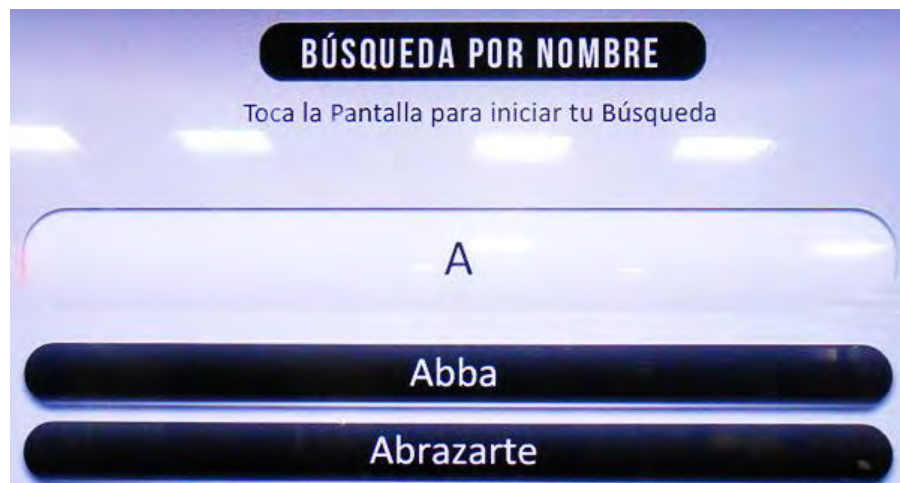 BÚSQUEDA POR NOMBRE
Toca la Pantalla para iniciar tu Búsqueda
A
Abba
Abrazarte